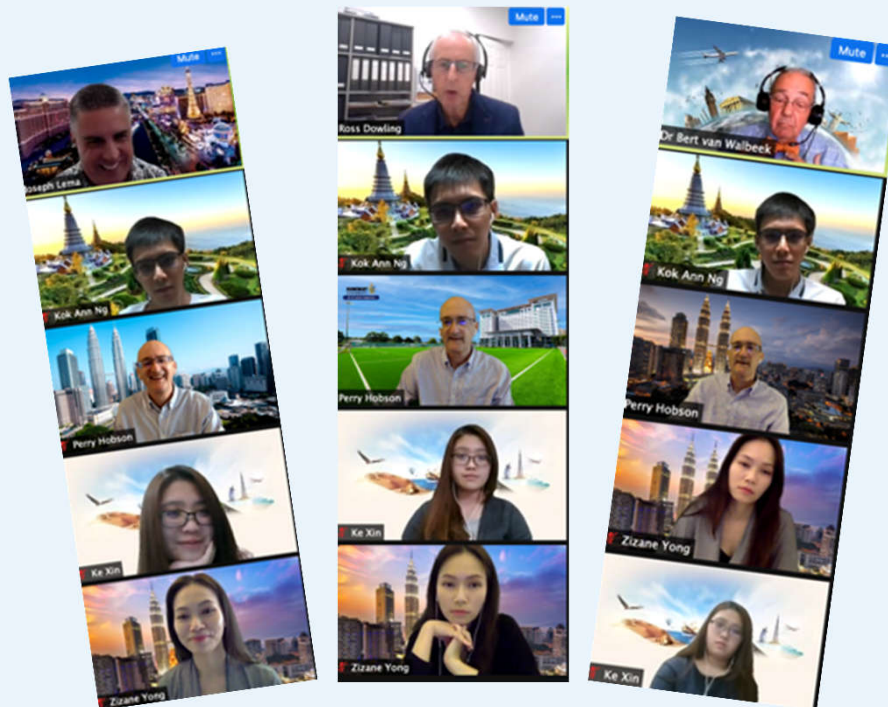 Mute
Joseph Lema
Kok Ann Ng
Perry Hobson
Ke Xin
Zizane Yong
Mute
Ross Dowling
Kok Ann Ng
Perry Hobson
Ke Xin
Zizane Yong
Mute
Dr Bert van Walbeek
Kok Ann Ng
Perry Hobson
Zizane Yong
Ke Xin